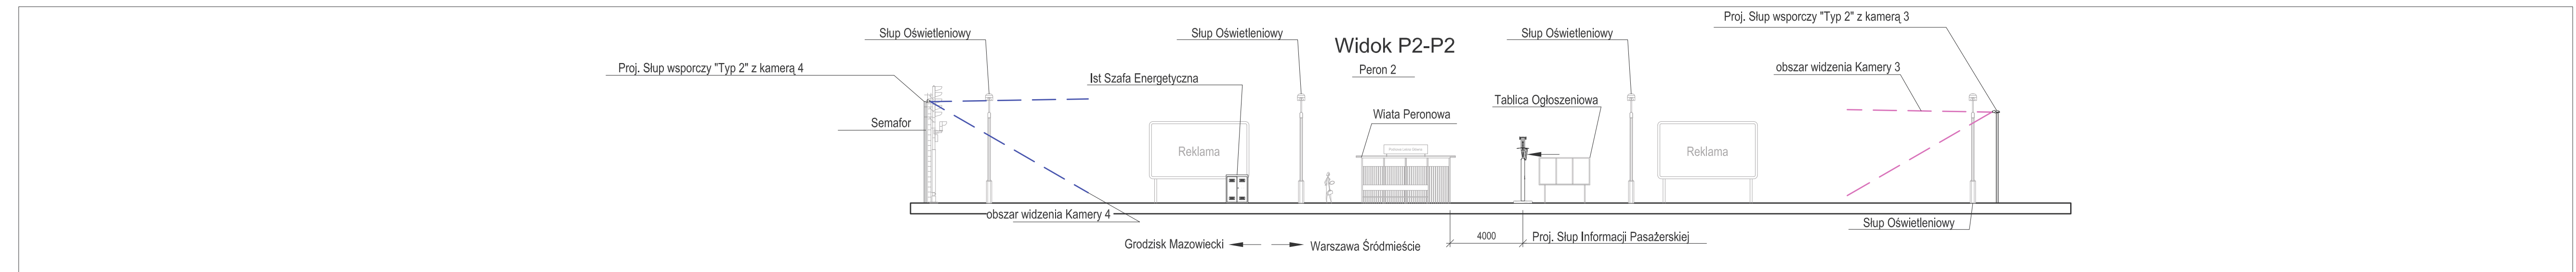 Proj. Słup wsporczy "Typ 2" z kamerą 3
Słup Oświetleniowy
Słup Oświetleniowy
Słup Oświetleniowy
Widok P2-P2
Proj. Słup wsporczy "Typ 2" z kamerą 4
Peron 2
obszar widzenia Kamery 3
Ist Szafa Energetyczna
Tablica Ogłoszeniowa
Wiata Peronowa
Semafor
Reklama
Reklama
obszar widzenia Kamery 4
Słup Oświetleniowy
Grodzisk Mazowiecki
Warszawa Śródmieście
4000
Proj. Słup Informacji Pasażerskiej